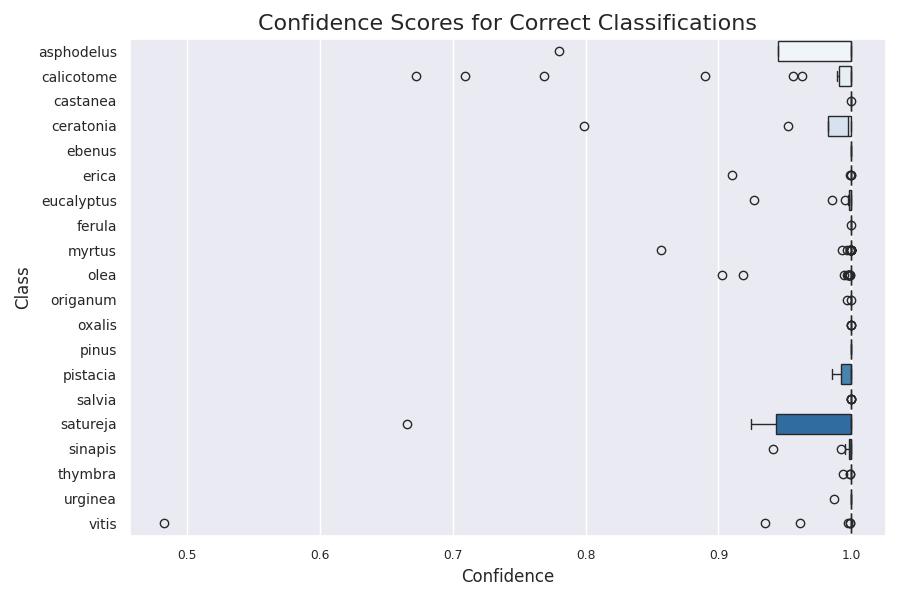 Confidence Scores for Correct Classifications
asphodelus
calicotome
castanea
ceratonia
ebenus
erica
eucalyptus
ferula
myrtus
olea
origanum
oxalis
pinus
pistacia
salvia
satureja
sinapis
thymbra
urginea
vitis
Class
0.5 0.6 0.7 0.8 0.9 1.0
Confidence